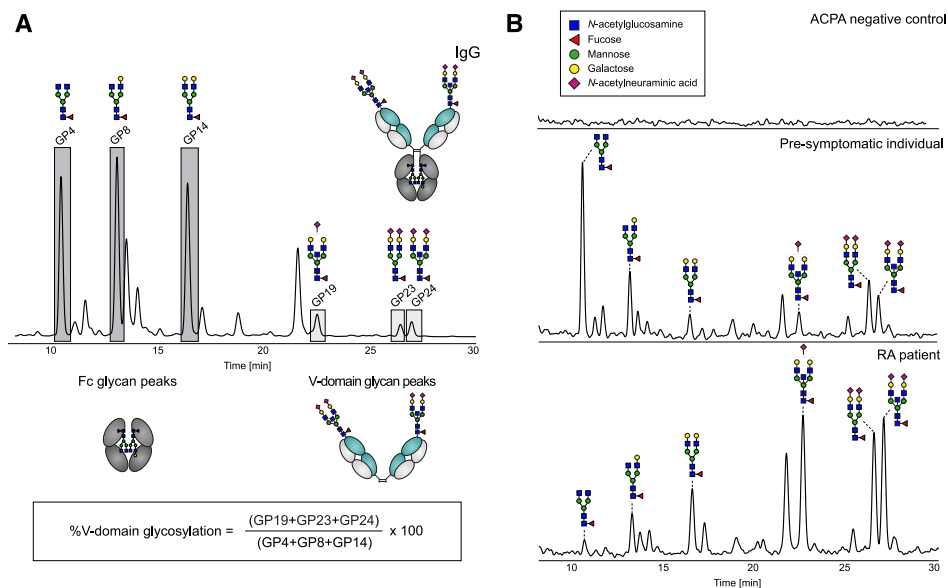 A
IgG
GP4
GP8
GP14
GP19
GP23
GP24
10
15
20
25
30
Time [min]
Fc glycan peaks
V-domain glycan peaks
%V-domain glycosylation = (GP19+GP23+GP24) x 100
(GP4+GP8+GP14)
B
ACPA negative control
N-acetylglucosamine
Fucose
Mannose
Galactose
N-acetylneuraminic acid
Pre-symptomatic individual
RA patient
10
15
20
25
30
Time [min]